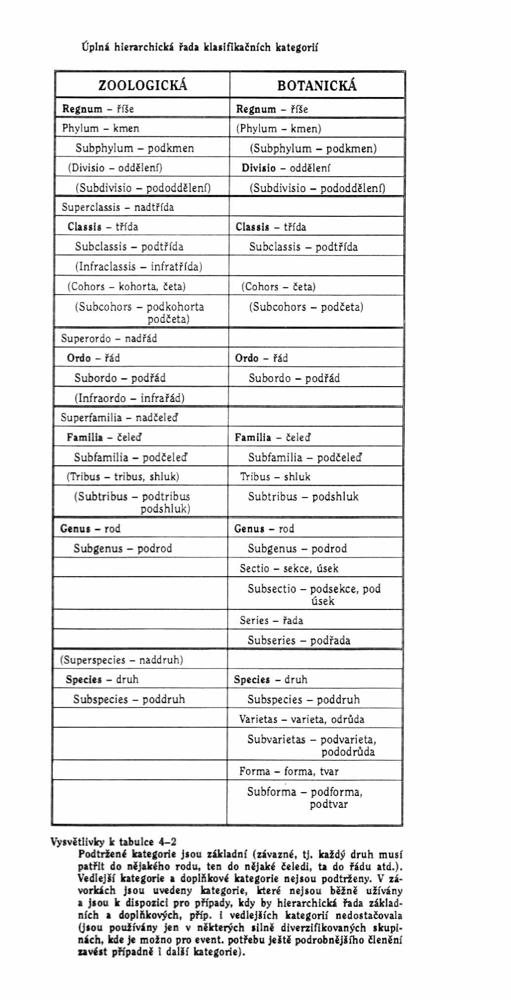 Úplná hierarchická řada klasifikačních kategorií
ZOOLOGICKÁ BOTANICKÁ
Regnum – říše Regnum – říše
Phylum – kmen (Phylum – kmen)
Subphylum – podkmen (Subphylum – podkmen)
(Divisio – oddělení) Divisio – oddělení
(Subdivisio – pododdělení) (Subdivisio – pododdělení)
Superclassis – nadtřída
Classis – třída Classis – třída
Subclassis – podtřída Subclassis – podtřída
(Infraclassis – infratřída)
(Cohors – kohorta, četa) (Cohors – četa)
(Subcohors – podkohorta (Subcohors – podčeta)
podčeta)
Superordo – nadřád
Ordo – řád Ordo – řád
Subordo – podřád Subordo – podřád
(Infraordo – infrařád)
Superfamilia – nadčeleď
Familia – čeleď Familia – čeleď
Subfamilia – podčeleď Subfamilia – podčeleď
(Tribus – tribus, shluk) Tribus – shluk
(Subtribus – podtribus Subtribus – podshluk
podshluk)
Genus – rod Genus – rod
Subgenus – podrod Subgenus – podrod
Sectio – sekce, úsek
Subsectio – podsekce, pod
úsek
Series – řada
Subseries – podřada
(Superspecies – naddruh)
Species – druh Species – druh
Subspecies – poddruh Subspecies – poddruh
Varietas – varieta, odrůda
Subvarietas – podvarieta,
pododrůda
Forma – forma, tvar
Subforma – podforma,
podtvar
Vysvětlivky k tabulce 4–2
Podtržené kategorie jsou základní (závazné, tj. každý druh musí
patřit do nějakého rodu, ten do nějaké čeledi, ta do řádu atd.).
Vedlejší kategorie a doplňkové kategorie nejsou podtrženy. V zá-
vorkách jsou uvedeny kategorie, které nejsou běžně užívány
a jsou k dispozici pro případy, kdy by hierarchická řada základ-
ních a doplňkových, příp. i vedlejších kategorií nedostačovala
(jsou používány jen v některých silně diverzifikovaných skupi-
nách, kde je možno pro event. potřebu ještě podrobnějšího členění
zavést případně i další kategorie).